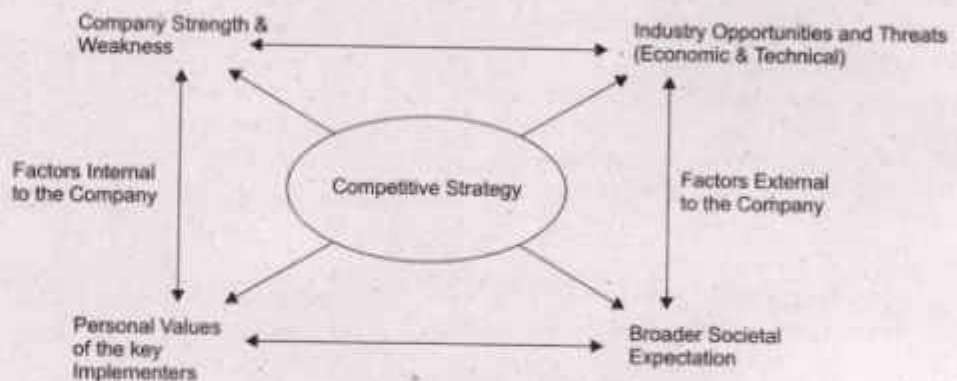 Company Strength &
Weakness
Industry Opportunities and Threats
(Economic & Technical)
Factors Internal
to the Company
Competitive Strategy
Factors External
to the Company
Personal Values
of the key
Implementers
Broader Societal
Expectation